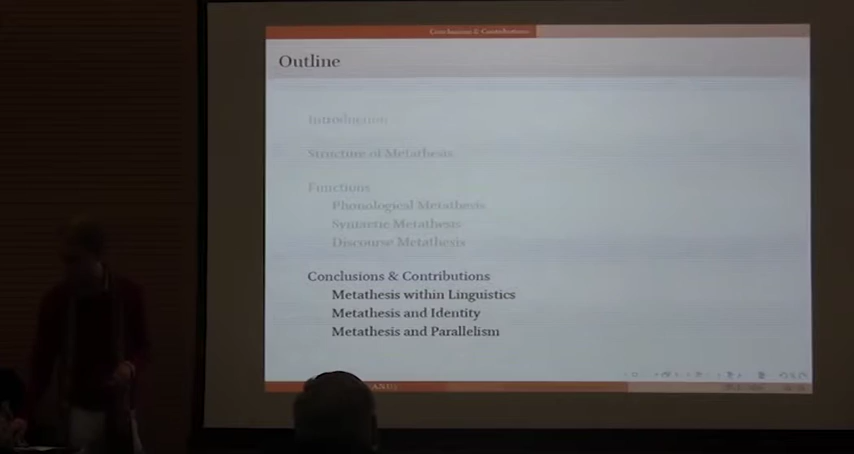 Conclusions & Contributions
Outline
Introduction
Structure of Metathesis
Functions
Phonological Metathesis
Syntactic Metathesis
Discourse Metathesis
Conclusions & Contributions
Metathesis within Linguistics
Metathesis and Identity
Metathesis and Parallelism